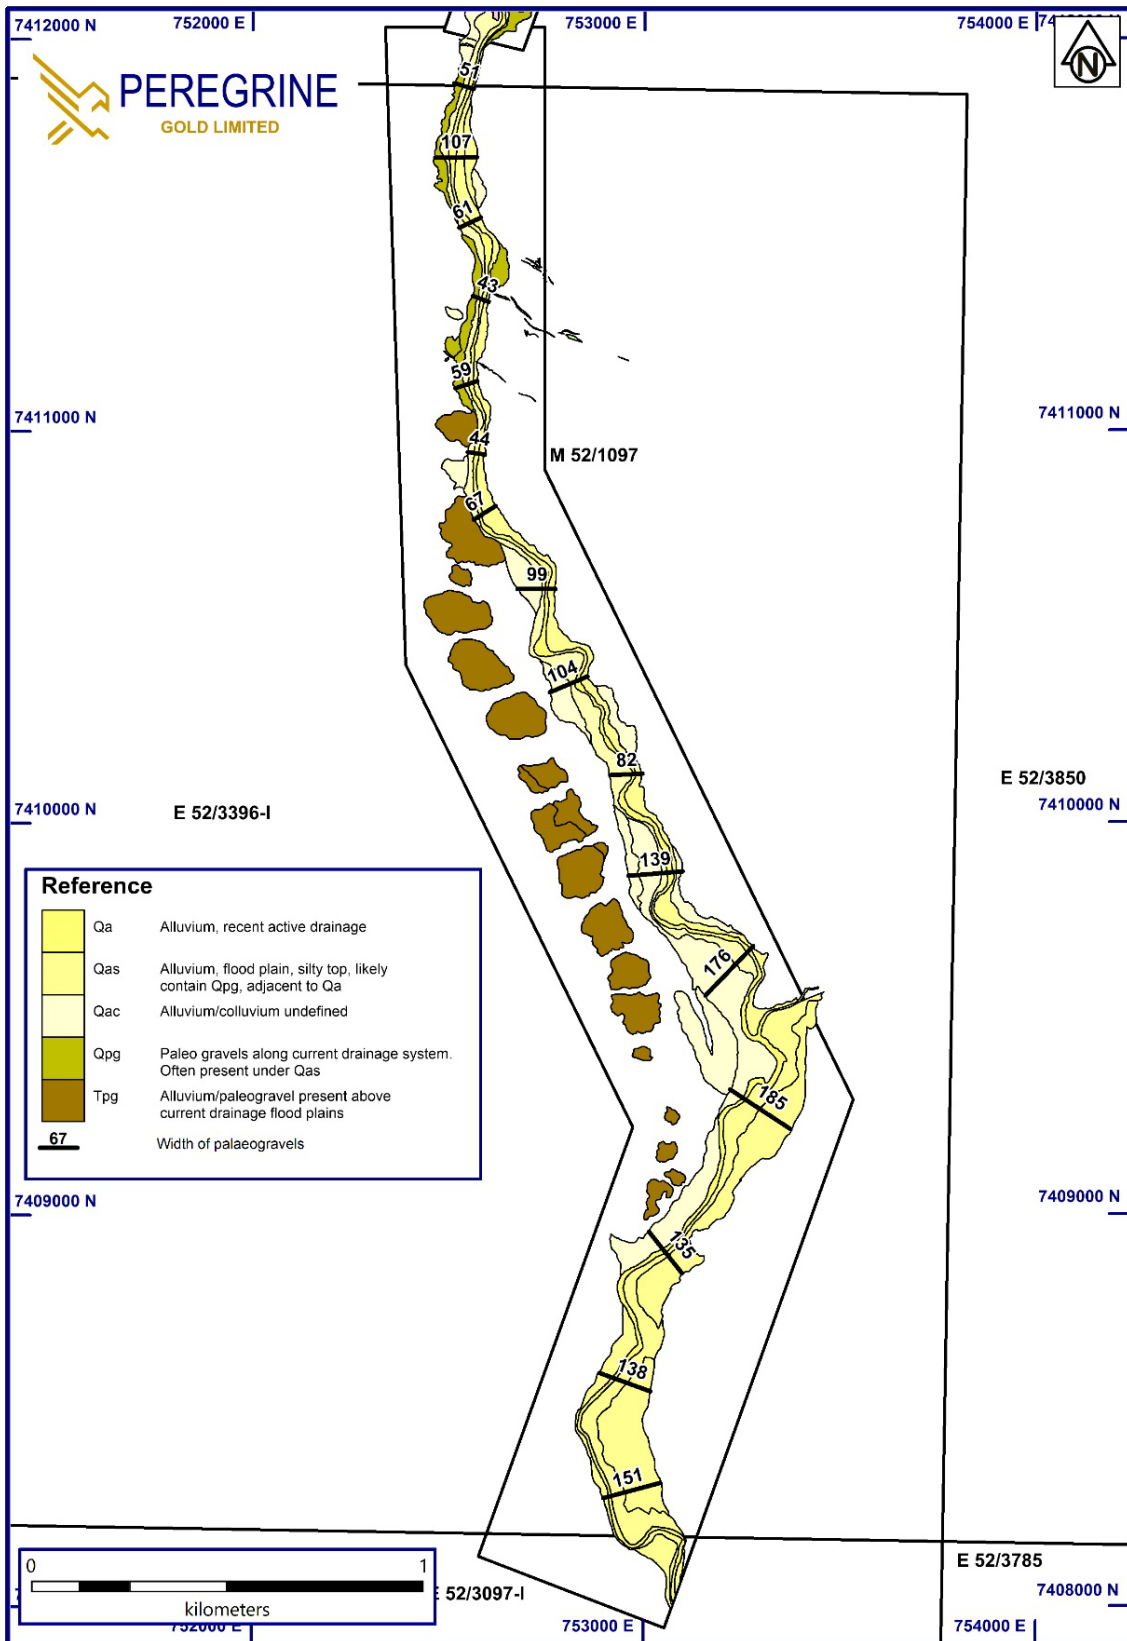 7412000 N
752000 E
753000 E
754000 E
N
PEREGRINE
GOLD LIMITED
51
107
61
43
59
7411000 N
7411000 N
44
M 52/1097
67
99
104
82
E 52/3850
7410000 N
7410000 N
E 52/3396-I
139
Reference
Qa Alluvium, recent active drainage
Qas Alluvium, flood plain, silty top, likely
contain Qpg, adjacent to Qa
Qac Alluvium/colluvium undefined
Qpg Paleo gravels along current drainage system.
Often present under Qas
Tpg Alluvium/paleogravel present above
current drainage flood plains
67 Width of palaeogravels
176
185
7409000 N
7409000 N
135
138
151
E 52/3785
0 1
kilometers
52/3097-I
7408000 N
752000 E
753000 E
754000 E